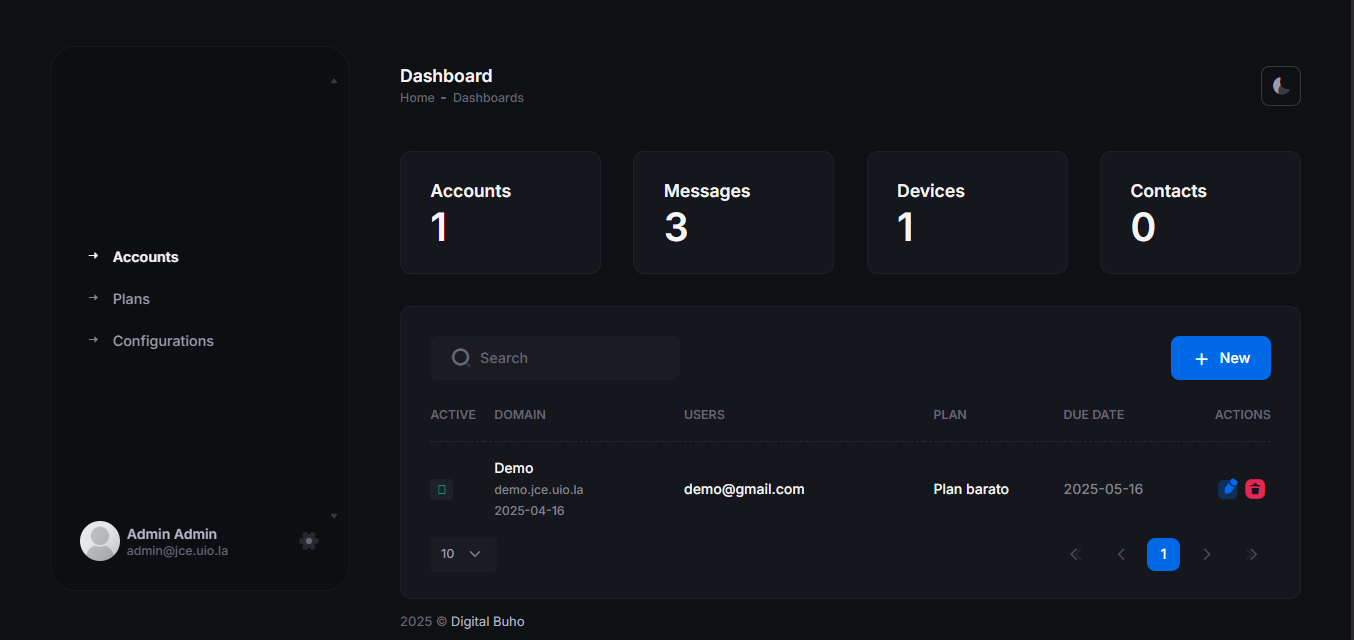 Dashboard
Home - Dashboards
Accounts
1
Messages
3
Devices
1
Contacts
0
Accounts
Plans
Configurations
Search
New
ACTIVE DOMAIN USERS PLAN DUE DATE ACTIONS
Demo
demo.jce.uio.la
2025-04-16
demo@gmail.com
Plan barato
2025-05-16
10
1
Admin Admin
admin@jce.uio.la
2025 © Digital Buho